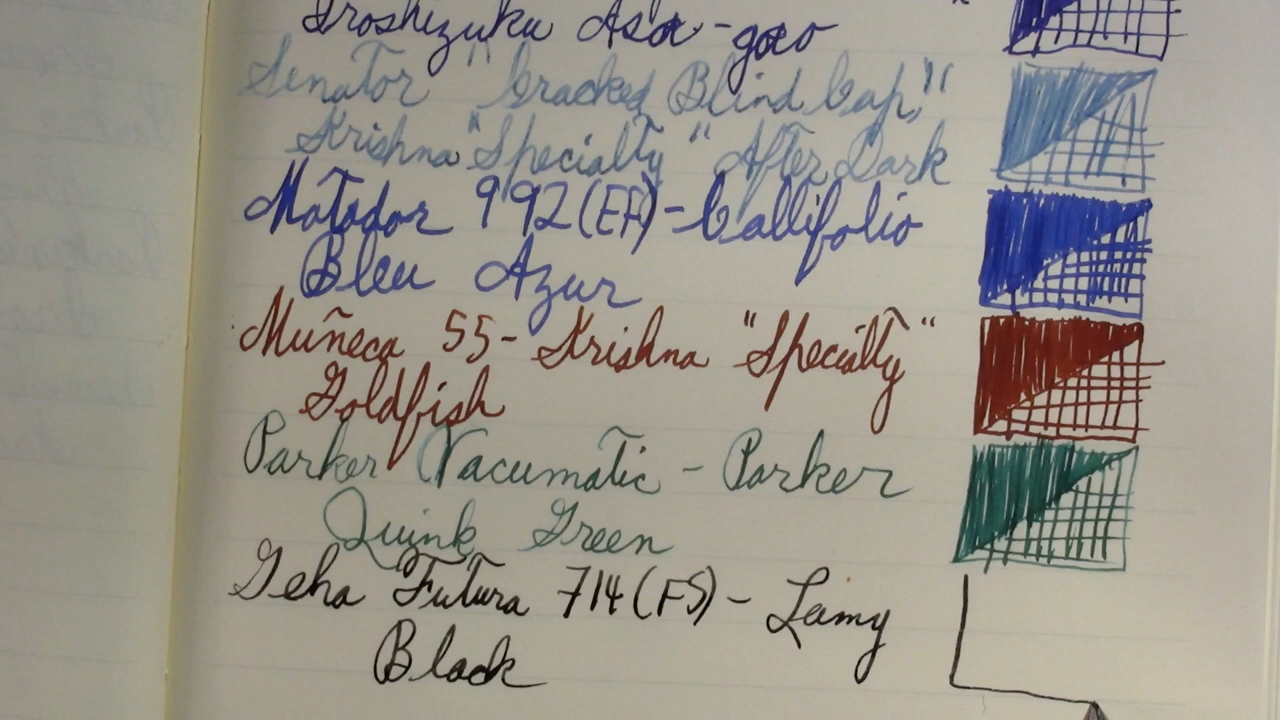 Iroshizuku Asa-gao
Senator "Cracked Blind Cap,"
Krishna "Specialty" After Dark
Matador 992 (EF) - Callifolio
Bleu Azur
Muñeca 55 - Krishna "Specialty"
Goldfish
Parker Vacumatic - Parker
Quink Green
Geha Futura 714 (FS) - Lamy
Black